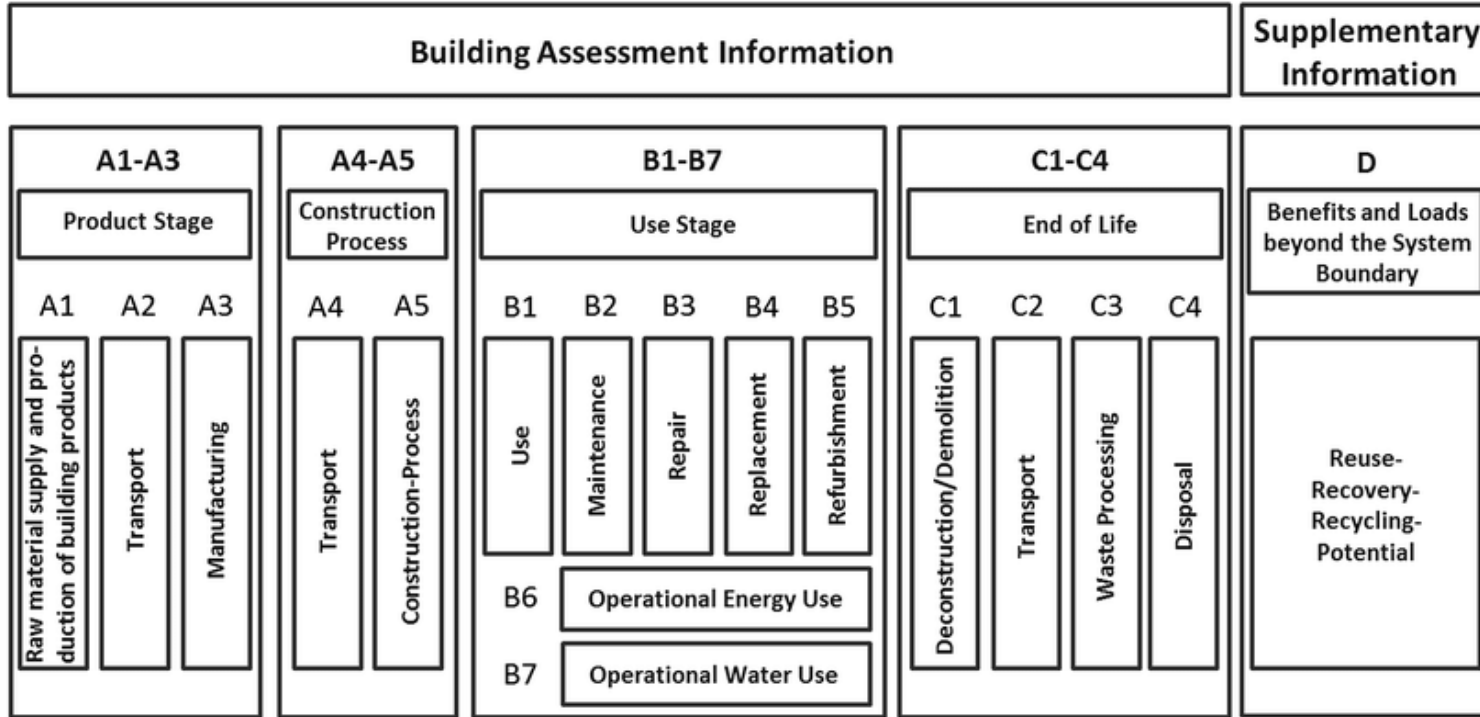 Building Assessment Information
Supplementary
Information
A1-A3
Product Stage
A1
A2
A3
Raw material supply and pro-
duction of building products
Transport
Manufacturing
A4-A5
Construction
Process
A4
A5
Transport
Construction-Process
B1-B7
Use Stage
B1
B2
B3
B4
B5
Use
Maintenance
Repair
Replacement
Refurbishment
B6
Operational Energy Use
B7
Operational Water Use
C1-C4
End of Life
C1
C2
C3
C4
Deconstruction/Demolition
Transport
Waste Processing
Disposal
D
Benefits and Loads
beyond the System
Boundary
Reuse-
Recovery-
Recycling-
Potential